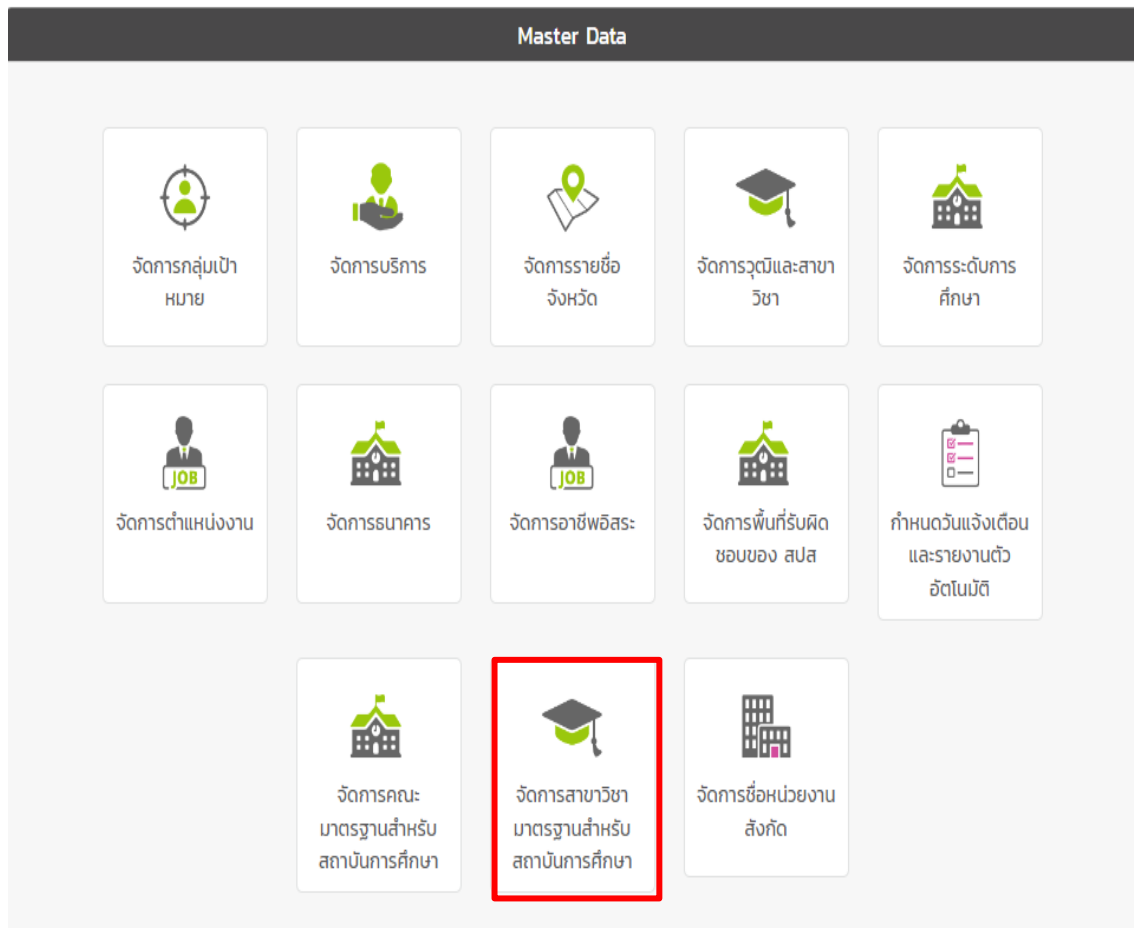 Master Data
จัดการกลุ่มเป้า
หมาย
จัดการบริการ
จัดการรายชื่อ
จังหวัด
จัดการวุฒิและสาขา
วิชา
จัดการระดับการ
ศึกษา
JOB
จัดการตำแหน่งงาน
จัดการธนาคาร
JOB
จัดการอาชีพอิสระ
จัดการพื้นที่รับผิด
ชอบของ สปส
กำหนดวันแจ้งเตือน
และรายงานตัว
อัตโนมัติ
จัดการคณะ
มาตรฐานสำหรับ
สถาบันการศึกษา
จัดการสาขาวิชา
มาตรฐานสำหรับ
สถาบันการศึกษา
จัดการชื่อหน่วยงาน
สังกัด